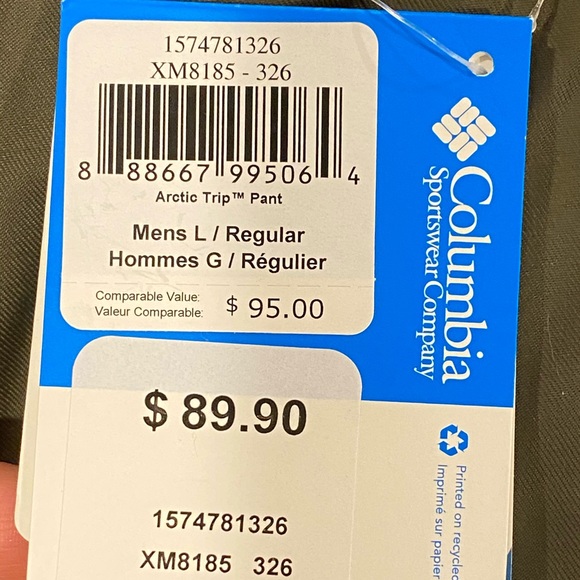 1574781326
XM8185 - 326
8 88667 99506 4
Arctic Trip™ Pant
Mens L / Regular
Hommes G / Régulier
Comparable Value:
Valeur Comparable:
$ 95.00
$ 89.90
1574781326
XM8185 326
Columbia
Sportswear Company
Printed on recycled
Imprimé sur papier